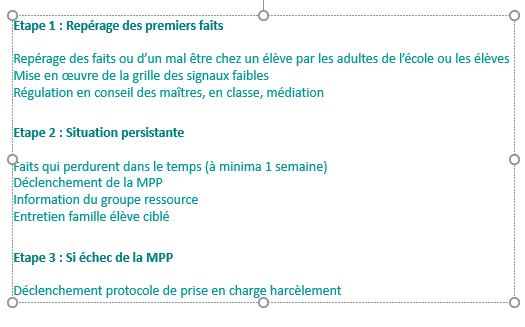 Etape 1 : Repérage des premiers faits
Repérage des faits ou d’un mal être chez un élève par les adultes de l’école ou les élèves
Mise en œuvre de la grille des signaux faibles
Régulation en conseil des maîtres, en classe, médiation
Etape 2 : Situation persistante
Faits qui perdurent dans le temps (à minima 1 semaine)
Déclenchement de la MPP
Information du groupe ressource
Entretien famille élève ciblé
Etape 3 : Si échec de la MPP
Déclenchement protocole de prise en charge harcèlement